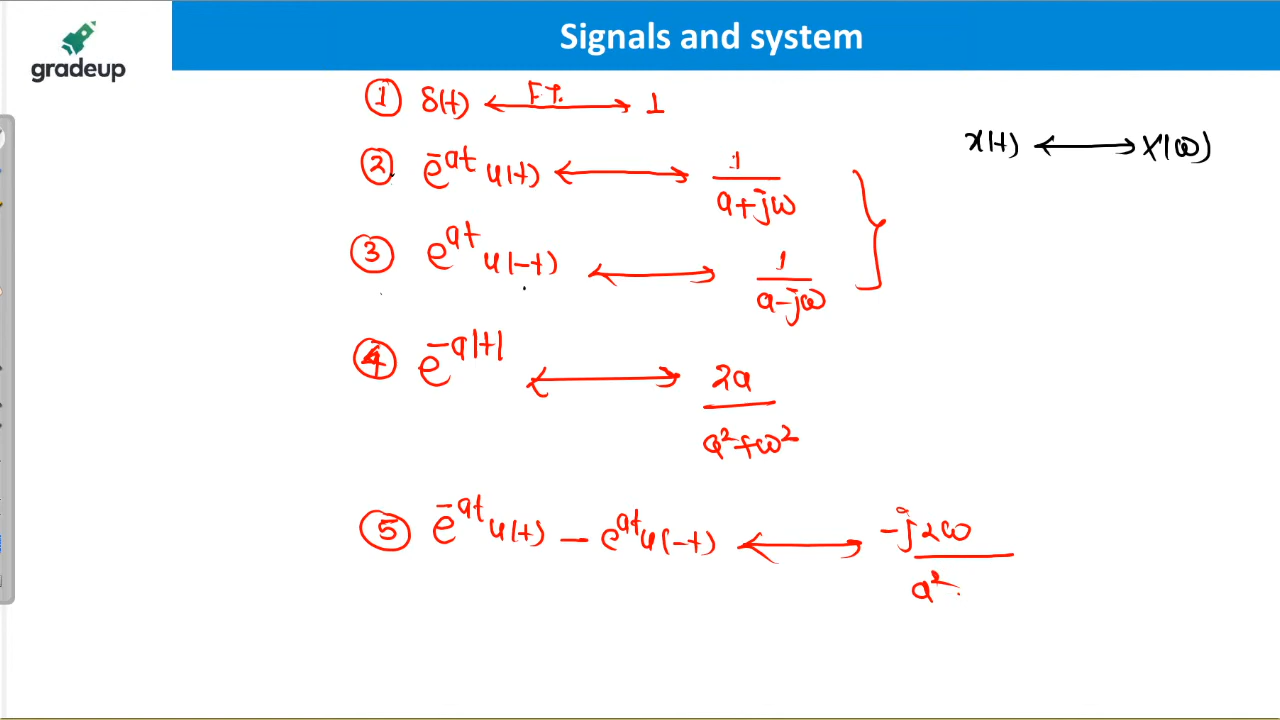 Signals and system
gradeup
① δ(t) ⟷ F.T. 1
x(t) ⟷ X(ω)
② e^-at u(t) ⟷ 1/(a+jω)
③ e^at u(-t) ⟷ 1/(a-jω)
④ e^-a|t| ⟷ 2a/(a²+ω²)
⑤ e^-at u(t) - e^at u(-t) ⟷ -j2ω/a²